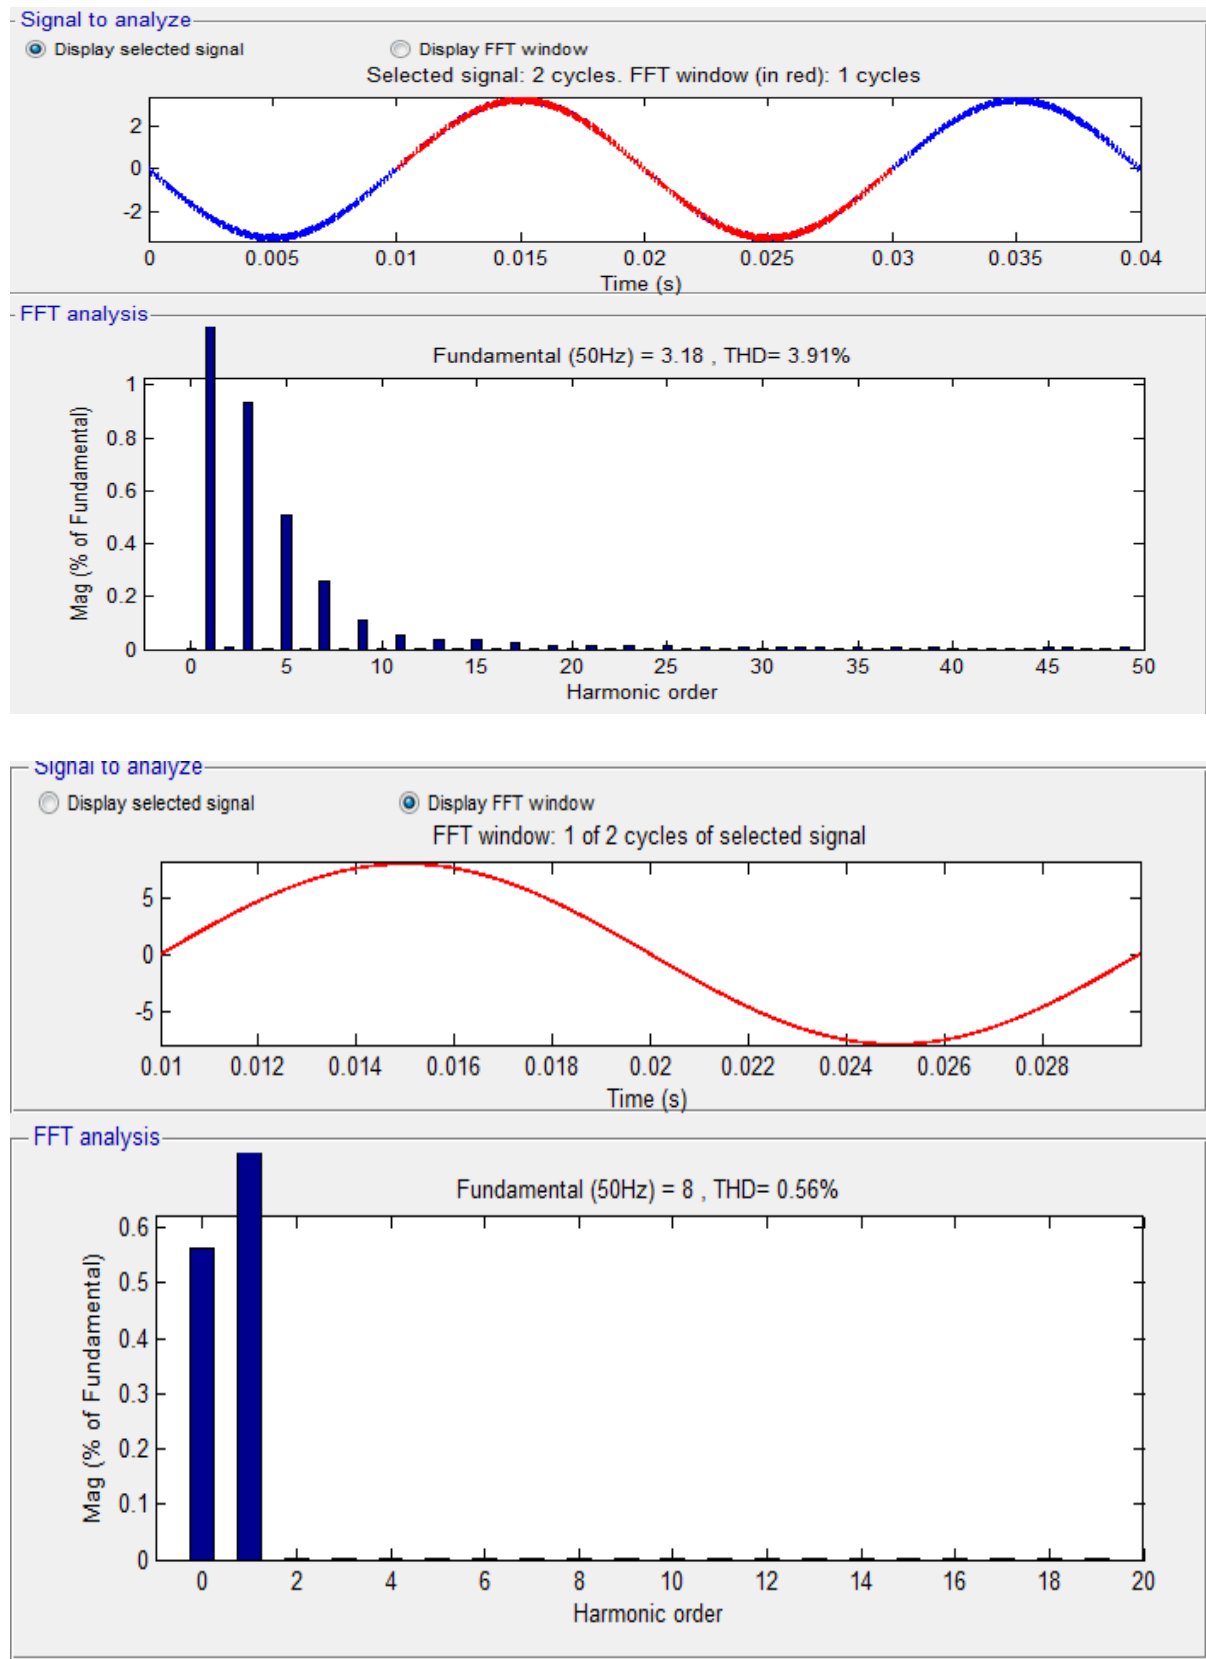 Signal to analyze
Display selected signal Display FFT window
Selected signal: 2 cycles. FFT window (in red): 1 cycles
2
0
-2
0 0.005 0.01 0.015 0.02 0.025 0.03 0.035 0.04
Time (s)
FFT analysis
Fundamental (50Hz) = 3.18 , THD= 3.91%
1
0.8
0.6
0.4
0.2
0
Mag (% of Fundamental)
0 5 10 15 20 25 30 35 40 45 50
Harmonic order
Signal to analyze
Display selected signal Display FFT window
FFT window: 1 of 2 cycles of selected signal
5
0
-5
0.01 0.012 0.014 0.016 0.018 0.02 0.022 0.024 0.026 0.028
Time (s)
FFT analysis
Fundamental (50Hz) = 8 , THD= 0.56%
0.6
0.5
0.4
0.3
0.2
0.1
0
Mag (% of Fundamental)
0 2 4 6 8 10 12 14 16 18 20
Harmonic order